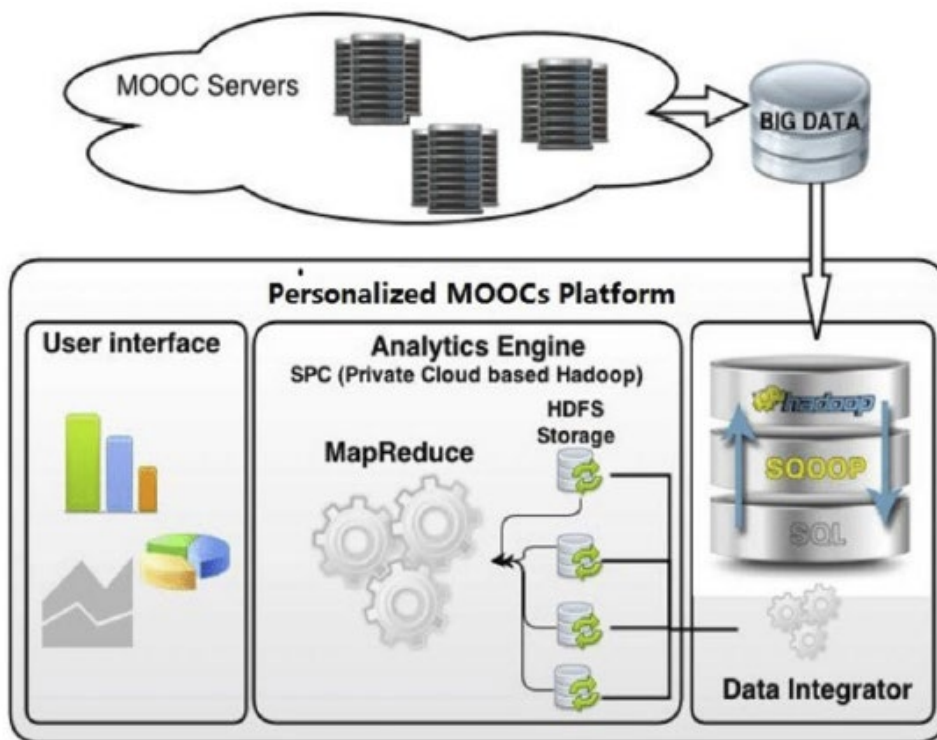 MOOC Servers
BIG DATA
Personalized MOOCs Platform
User interface
Analytics Engine
SPC (Private Cloud based Hadoop)
HDFS
Storage
MapReduce
hadoop
SQOOP
SQL
Data Integrator